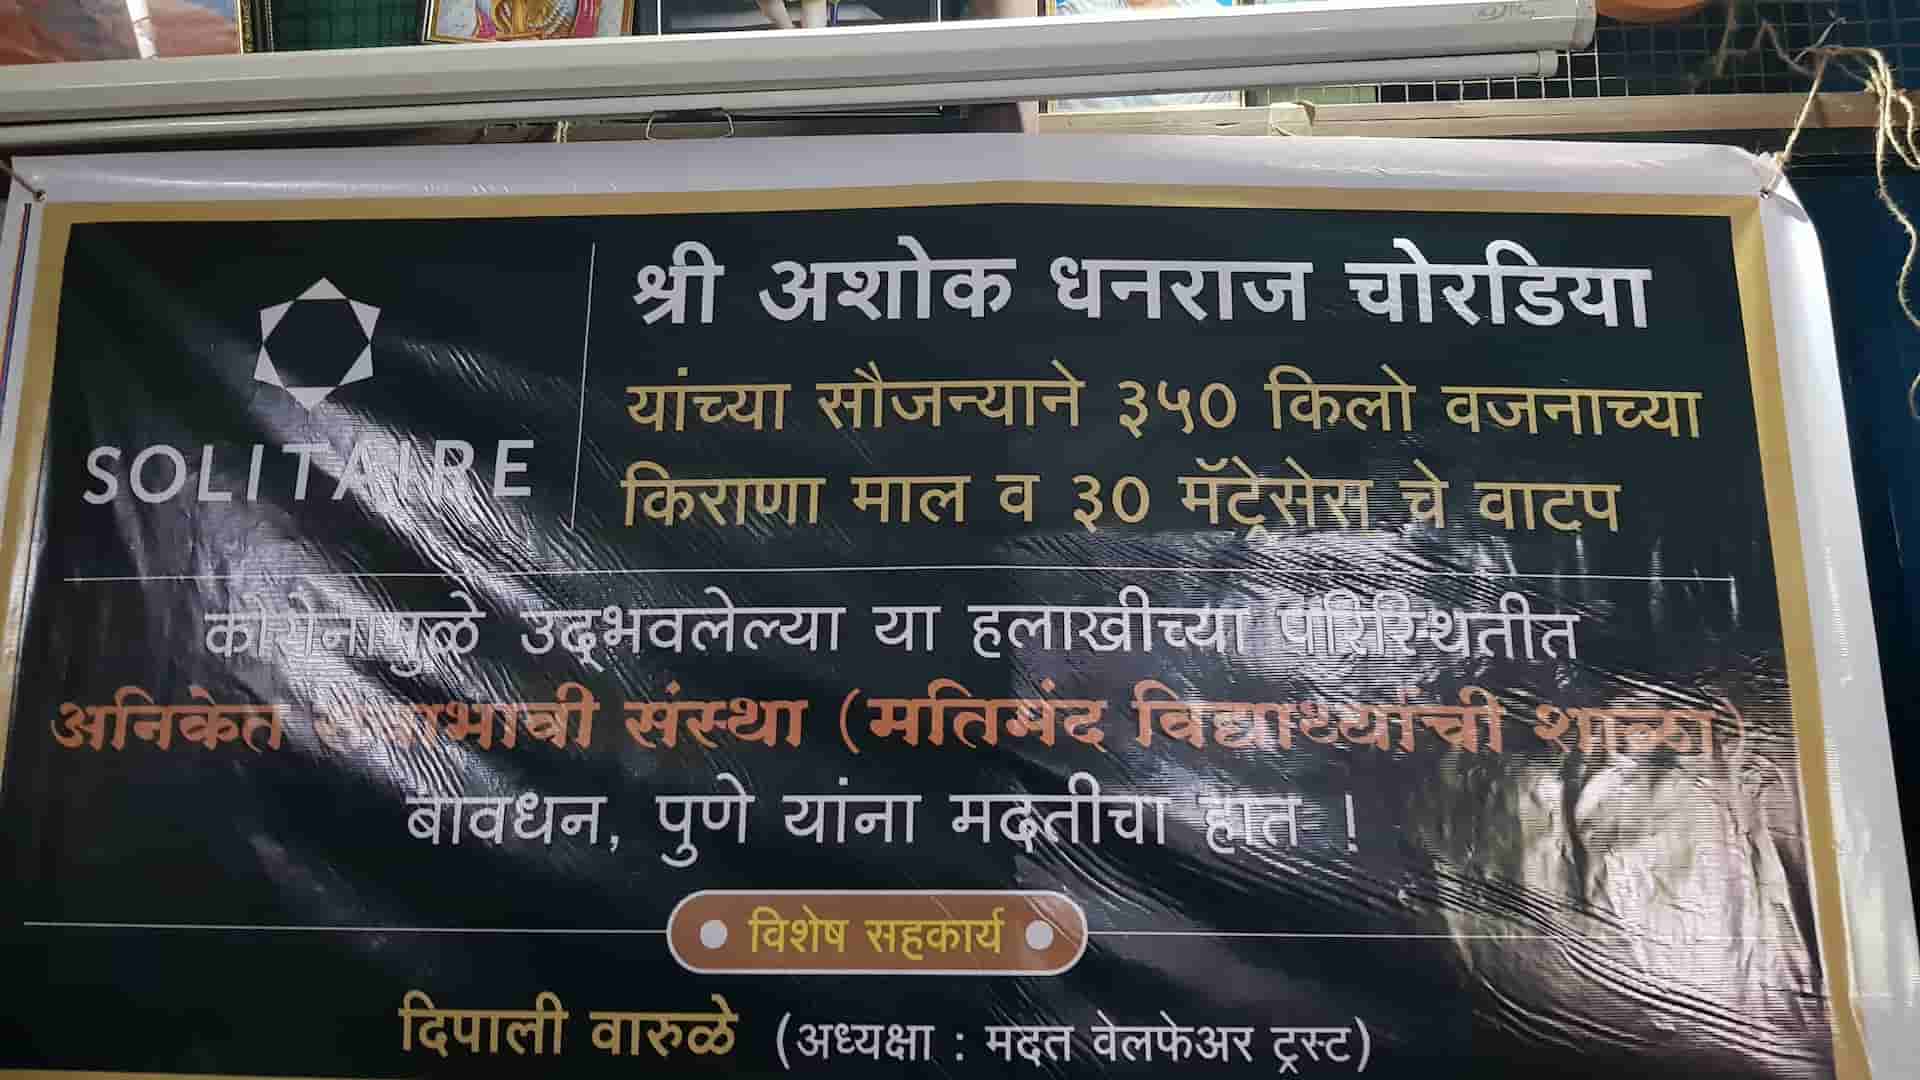 SOLITAIRE
श्री अशोक धनराज चोरडिया
यांच्या सौजन्याने ३५० किलो वजनाच्या
किराणा माल व ३० मॅट्रेसेस चे वाटप
कोरोनामुळे उद्‌भवलेल्या या हलाखीच्या परिस्थितीत
अनिकेत सेवाभावी संस्था (मतिमंद विद्यार्थ्यांची शाळा)
बावधन, पुणे यांना मदतीचा हात !
विशेष सहकार्य
दिपाली वारुळे (अध्यक्षा : मदत वेलफेअर ट्रस्ट)